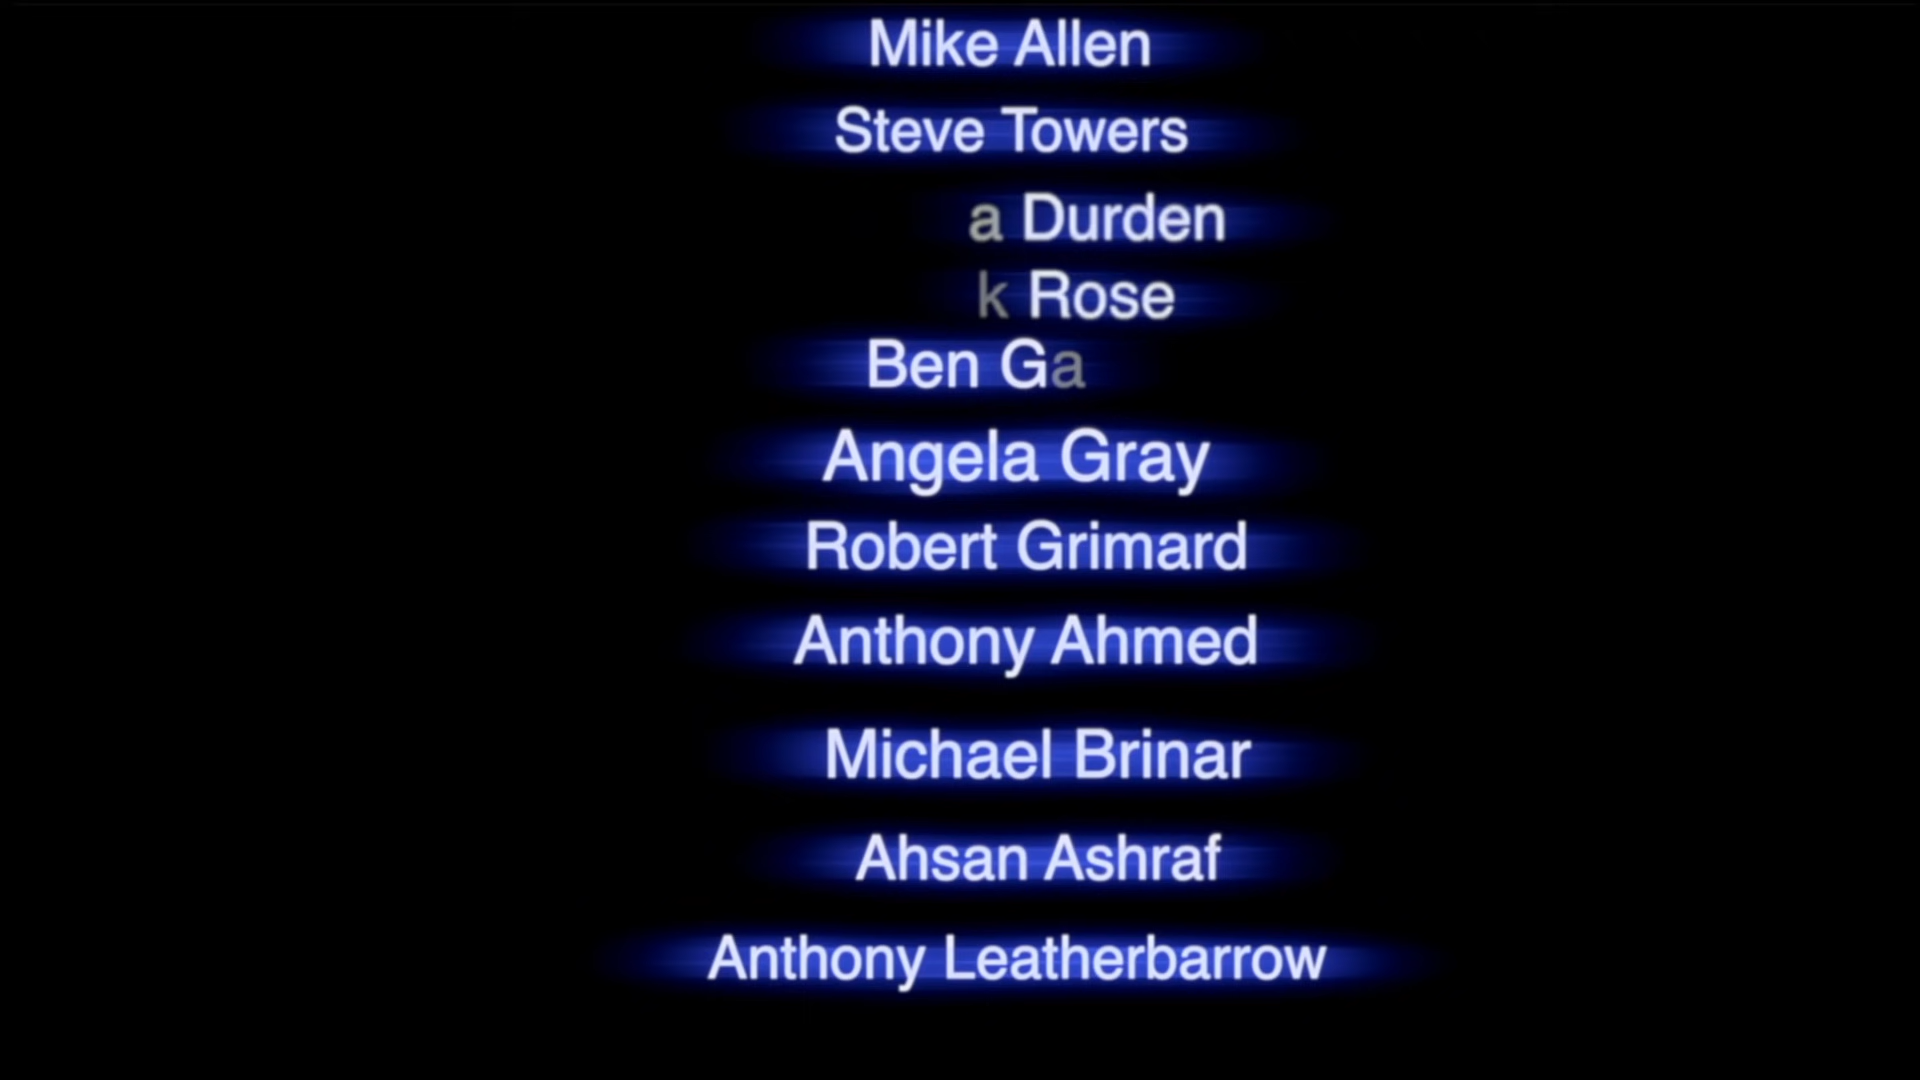 Mike Allen
Steve Towers
a Durden
k Rose
Ben Ga
Angela Gray
Robert Grimard
Anthony Ahmed
Michael Brinar
Ahsan Ashraf
Anthony Leatherbarrow